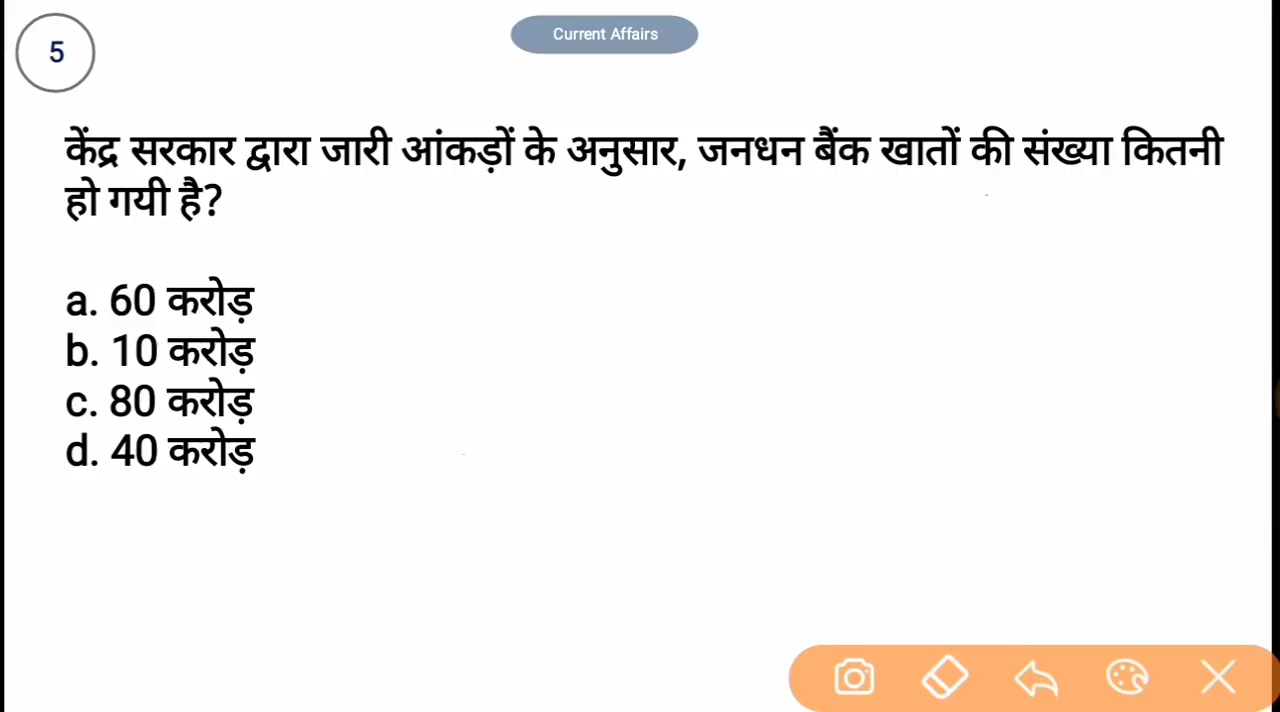 5
Current Affairs
केंद्र सरकार द्वारा जारी आंकड़ों के अनुसार, जनधन बैंक खातों की संख्या कितनी
हो गयी है?
a. 60 करोड़
b. 10 करोड़
c. 80 करोड़
d. 40 करोड़